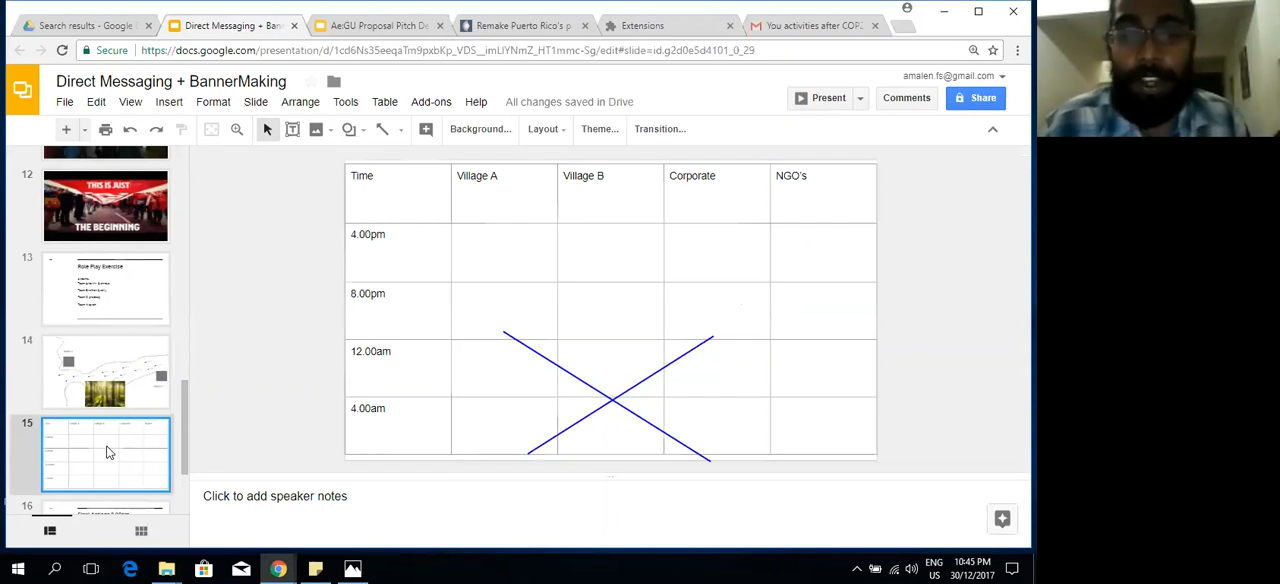 Search results - Google
Direct Messaging + Ban
Ae:GU Proposal Pitch De
Remake Puerto Rico's p
Extensions
You activities after COP2
Secure
https://docs.google.com/presentation/d/1cd6Ns35eeqaTm9pxbKp_VDS__imLIYNmZ_HT1mmc-Sg/edit#slide=id.g2d0e5d4101_0_29
Direct Messaging + BannerMaking
amalen.fs@gmail.com
File Edit View Insert Format Slide Arrange Tools Table Add-ons Help All changes saved in Drive
Present
Comments
Share
Background...
Layout
Theme...
Transition...
12
THIS IS JUST
THE BEGINNING
13
Role Play Exercise
14
15
16
Time Village A Village B Corporate NGO's
4.00pm
8.00pm
12.00am
4.00am
Click to add speaker notes
ENG
US
10:45 PM
30/12/2017